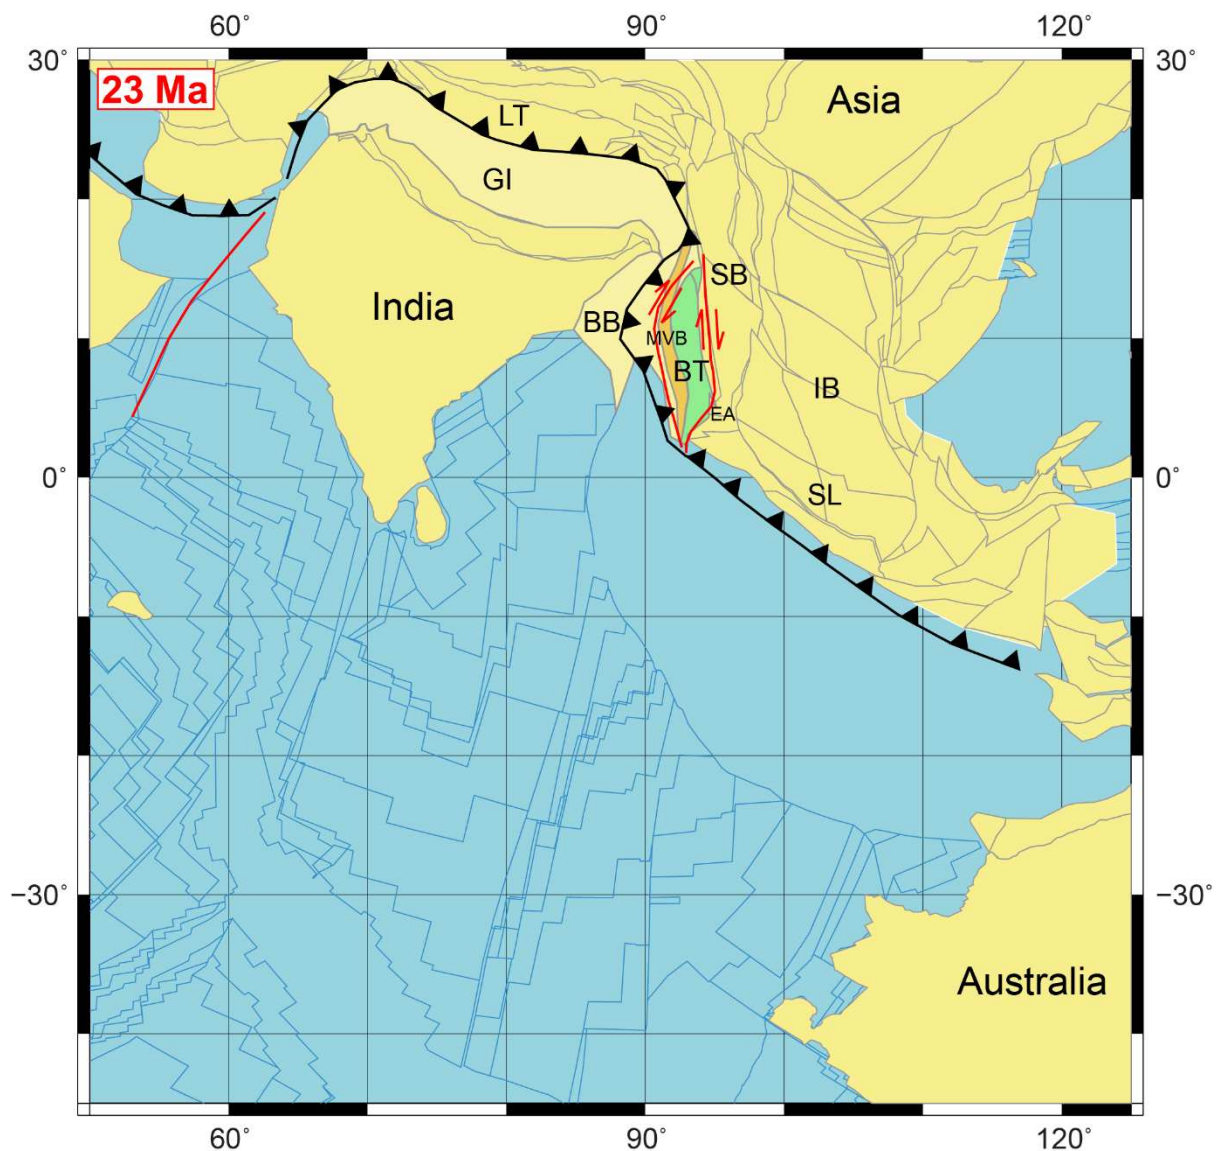 60° 90° 120°
30° 30°
23 Ma
Asia
LT
GI
SB
India
BB
MVB
BT
IB
EA
0° 0°
SL
−30° −30°
Australia
60° 90° 120°